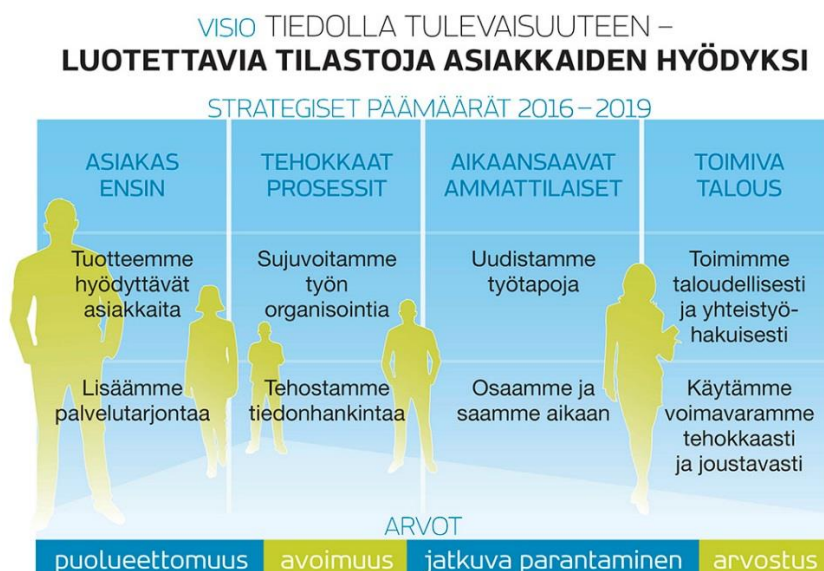 VISIO TIEDOLLA TULEVAISUUTEEN –
LUOTETTAVIA TILASTOJA ASIAKKAIDEN HYÖDYKSI
STRATEGISET PÄÄMÄÄRÄT 2016–2019
ASIAKAS
ENSIN
Tuotteemme
hyödyttävät
asiakkaita
Lisäämme
palvelutarjontaa
TEHOKKAAT
PROSESSIT
Sujuvoitamme
työn
organisointia
Tehostamme
tiedonhankintaa
AIKAANSAAVAT
AMMATTILAISET
Uudistamme
työtapoja
Osaamme ja
saamme aikaan
TOIMIVA
TALOUS
Toimimme
taloudellisesti
ja yhteistyö-
hakuisesti
Käytämme
voimavaramme
tehokkaasti
ja joustavasti
ARVOT
puolueettomuus avoimuus jatkuva parantaminen arvostus